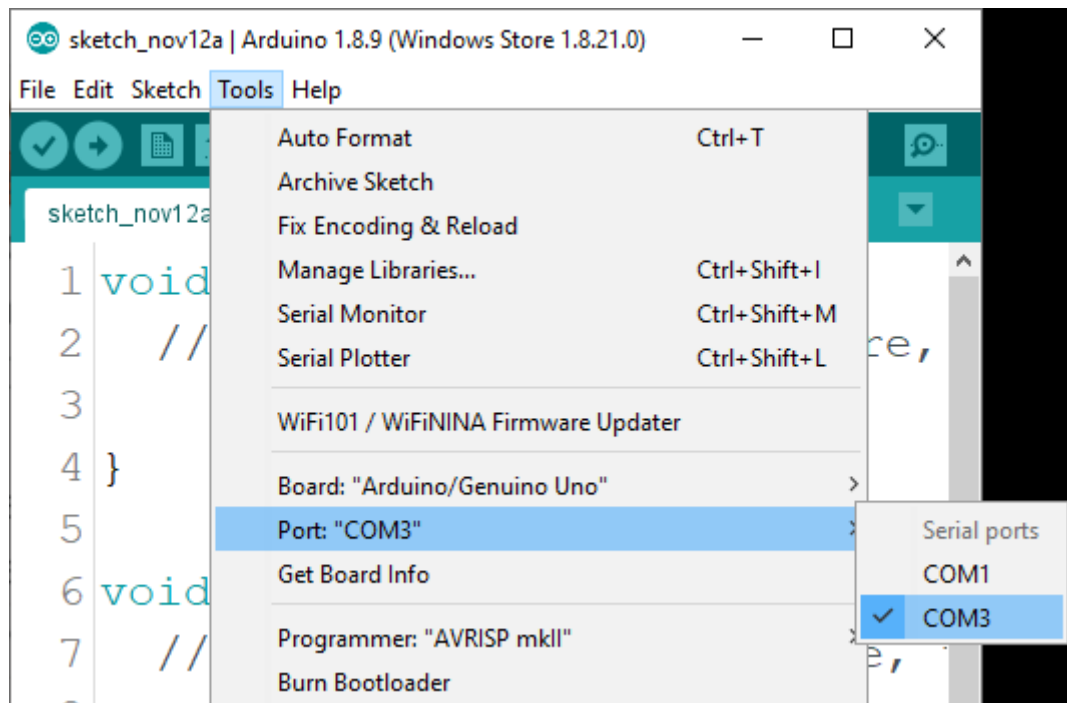 sketch_nov12a | Arduino 1.8.9 (Windows Store 1.8.21.0)
File Edit Sketch Tools Help
sketch_nov12a
Auto Format Ctrl+T
Archive Sketch
Fix Encoding & Reload
Manage Libraries... Ctrl+Shift+I
Serial Monitor Ctrl+Shift+M
Serial Plotter Ctrl+Shift+L
WiFi101 / WiFiNINA Firmware Updater
Board: "Arduino/Genuino Uno"
Port: "COM3"
Get Board Info
Programmer: "AVRISP mkII"
Burn Bootloader
Serial ports
COM1
COM3
1 void
2 // re,
3
4 }
5
6 void
7 // e,